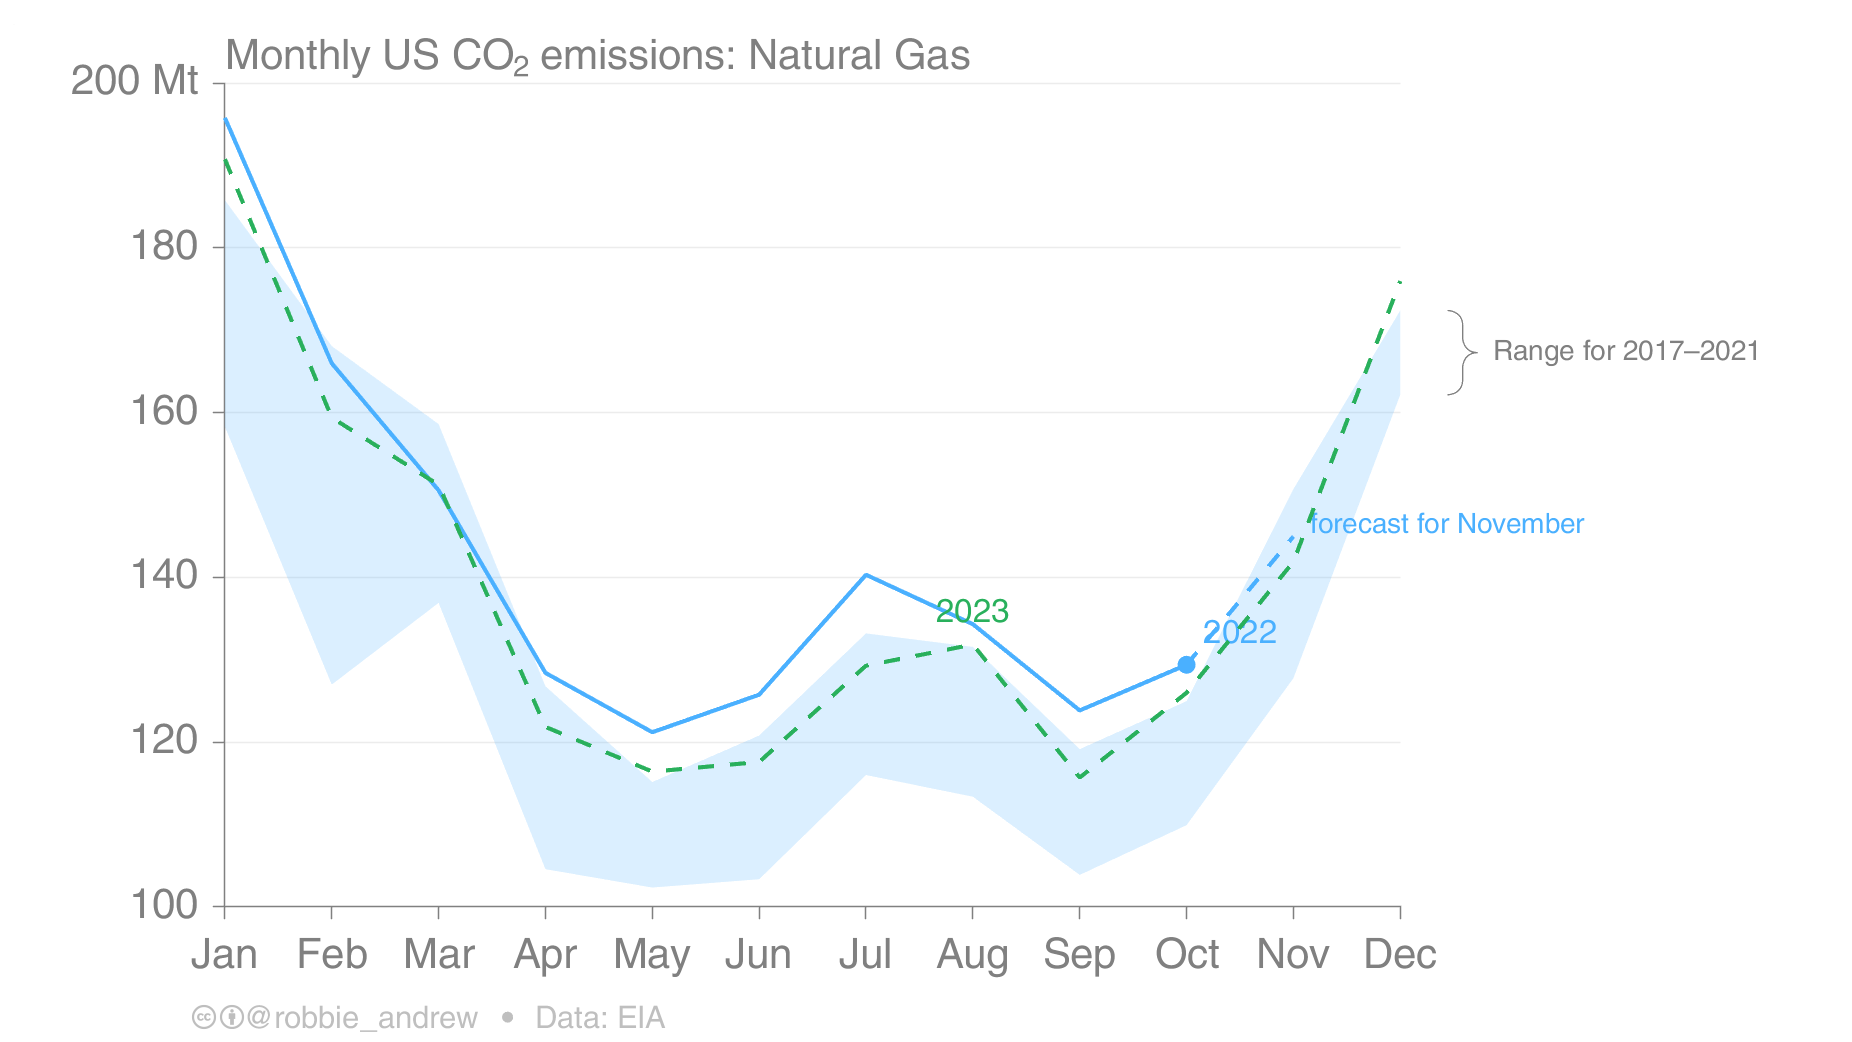 Monthly US CO₂ emissions: Natural Gas
200 Mt
180
160
140
120
100
Range for 2017–2021
forecast for November
2023
2022
Jan Feb Mar Apr May Jun Jul Aug Sep Oct Nov Dec
cc @robbie_andrew • Data: EIA